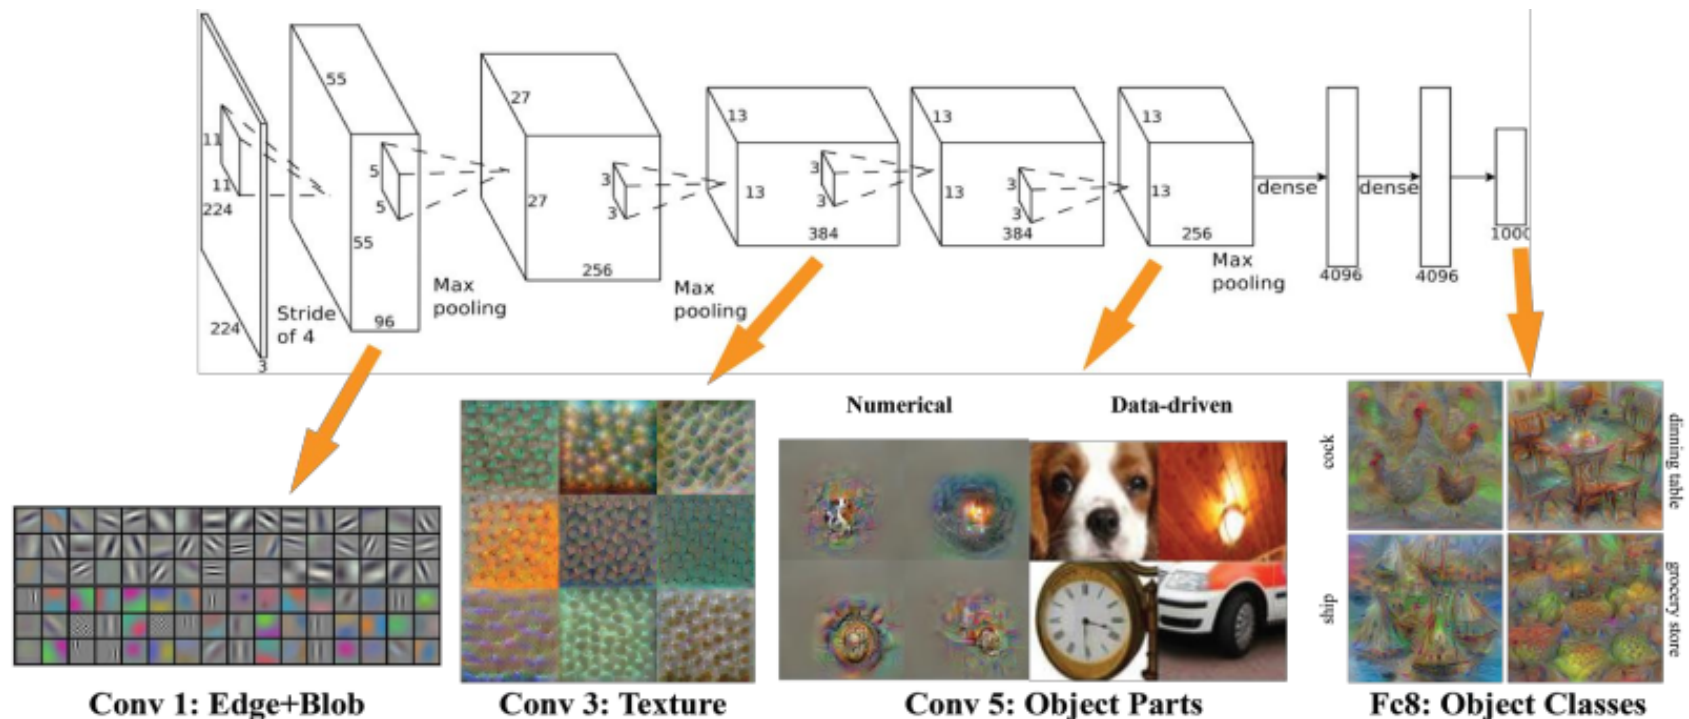 11
11
224
224
3
Stride
of 4
55
55
96
5
5
Max
pooling
27
27
256
3
3
Max
pooling
13
13
384
3
3
13
13
384
3
3
13
13
256
Max
pooling
dense
4096
dense
4096
1000
Numerical
Data-driven
cock
ship
dinning table
grocery store
Conv 1: Edge+Blob
Conv 3: Texture
Conv 5: Object Parts
Fc8: Object Classes